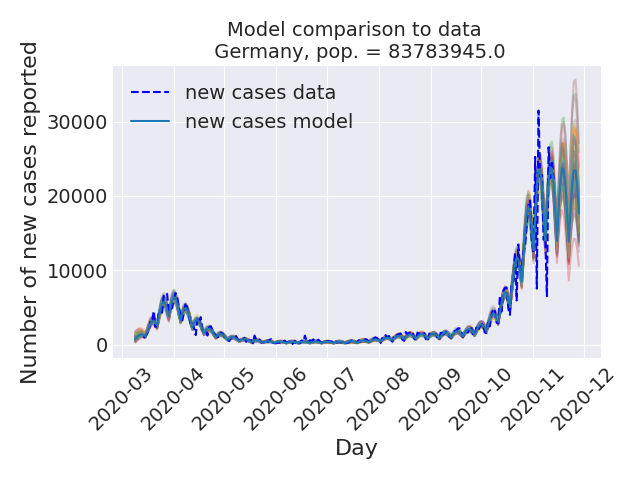 Model comparison to data
Germany, pop. = 83783945.0
new cases data
new cases model
Number of new cases reported
30000
20000
10000
0
2020-03
2020-04
2020-05
2020-06
2020-07
2020-08
2020-09
2020-10
2020-11
2020-12
Day